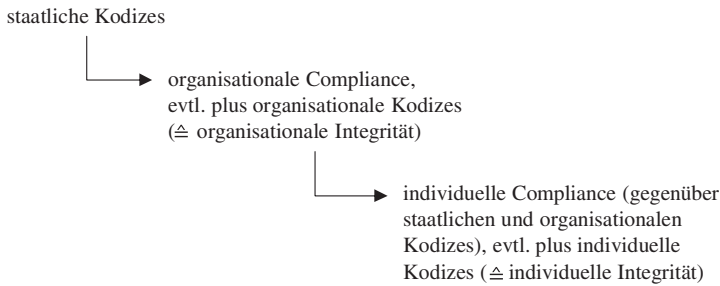 staatliche Kodizes
organisationale Compliance,
evtl. plus organisationale Kodizes
(≙ organisationale Integrität)
individuelle Compliance (gegenüber
staatlichen und organisationalen
Kodizes), evtl. plus individuelle
Kodizes (≙ individuelle Integrität)